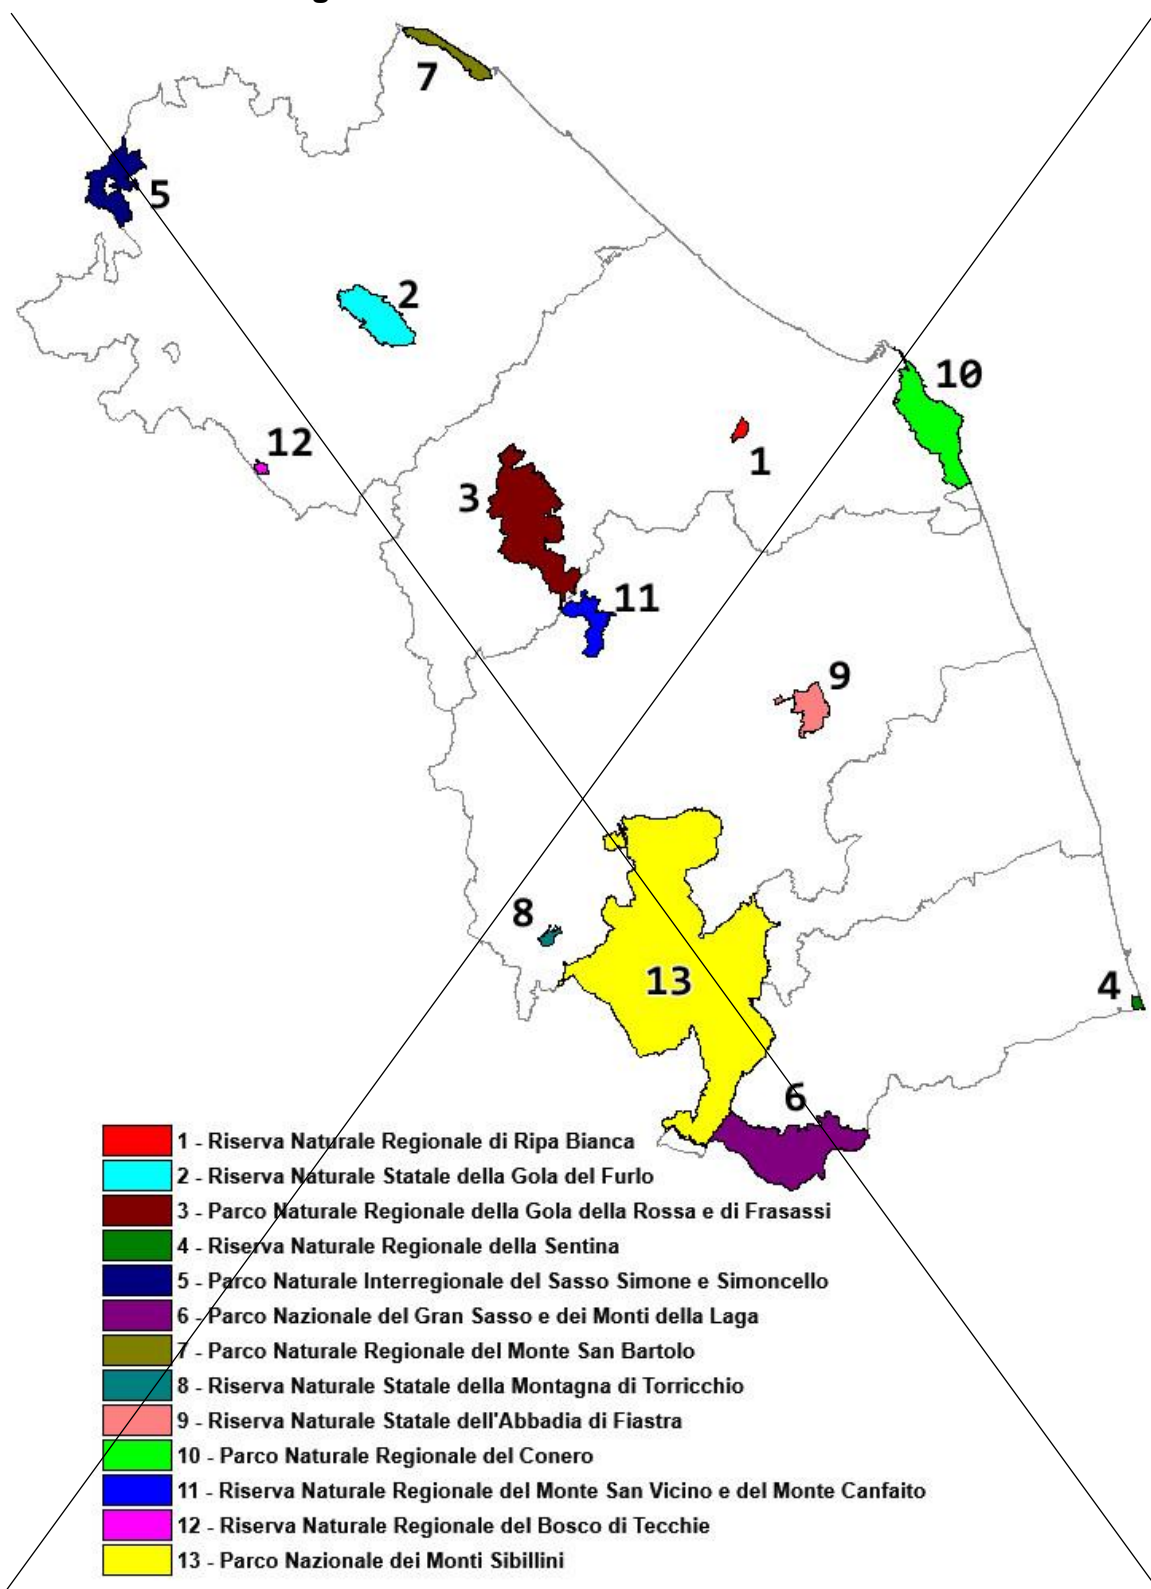 7
5
2
10
12
1
3
11
9
8
13
4
6
1 - Riserva Naturale Regionale di Ripa Bianca
2 - Riserva Naturale Statale della Gola del Furlo
3 - Parco Naturale Regionale della Gola della Rossa e di Frasassi
4 - Riserva Naturale Regionale della Sentina
5 - Parco Naturale Interregionale del Sasso Simone e Simoncello
6 - Parco Nazionale del Gran Sasso e dei Monti della Laga
7 - Parco Naturale Regionale del Monte San Bartolo
8 - Riserva Naturale Statale della Montagna di Torricchio
9 - Riserva Naturale Statale dell'Abbadia di Fiastra
10 - Parco Naturale Regionale del Conero
11 - Riserva Naturale Regionale del Monte San Vicino e del Monte Canfaito
12 - Riserva Naturale Regionale del Bosco di Tecchie
13 - Parco Nazionale dei Monti Sibillini